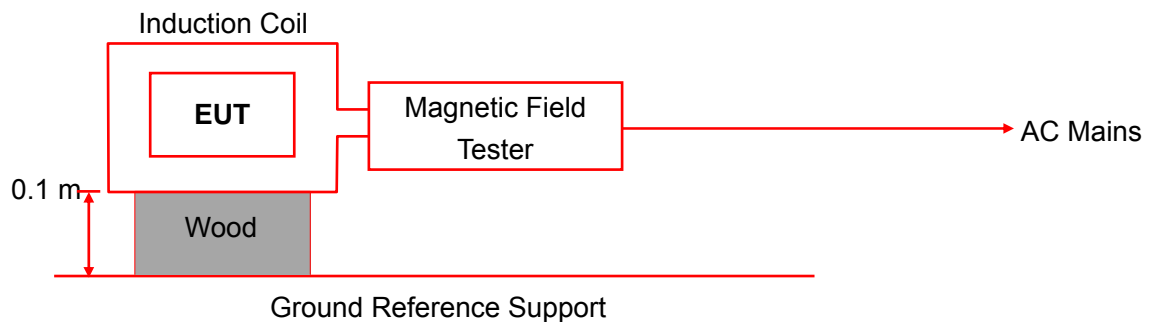 Induction Coil
EUT
Magnetic Field
Tester
AC Mains
0.1 m
Wood
Ground Reference Support